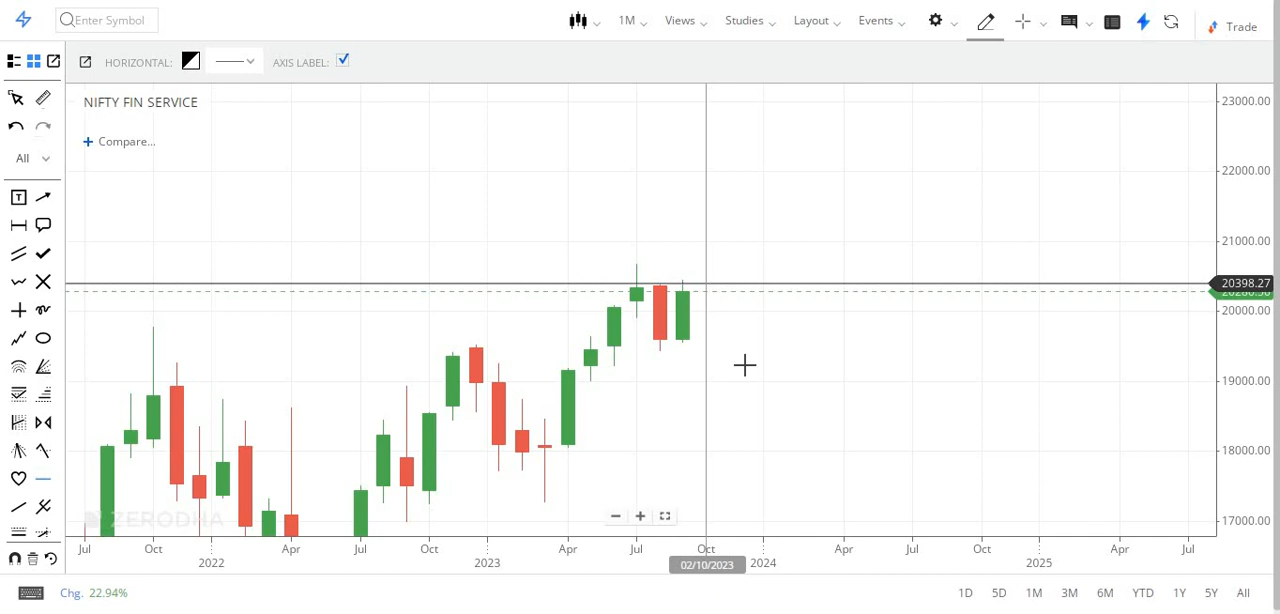 Enter Symbol
1M
Views
Studies
Layout
Events
Trade
HORIZONTAL:
AXIS LABEL:
All
T
NIFTY FIN SERVICE
+ Compare...
23000.00
22000.00
21000.00
20398.27
20000.00
19000.00
18000.00
17000.00
ZERODHA
Jul
Oct
2022
Apr
Jul
Oct
2023
Apr
Jul
Oct
2024
Apr
Jul
Oct
2025
Apr
Jul
02/10/2023
Chg. 22.94%
1D
5D
1M
3M
6M
YTD
1Y
5Y
All